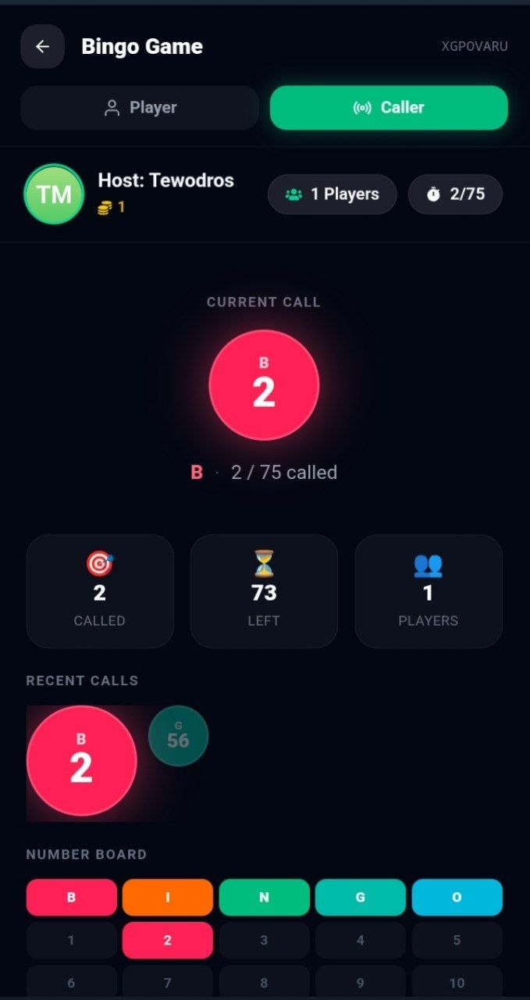 Bingo Game
XGPOVARU
Player
Caller
TM
Host: Tewodros
1
1 Players
2/75
CURRENT CALL
B
2
B · 2 / 75 called
2
CALLED
73
LEFT
1
PLAYERS
RECENT CALLS
B
2
G
56
NUMBER BOARD
B I N G O
1 2 3 4 5
6 7 8 9 10